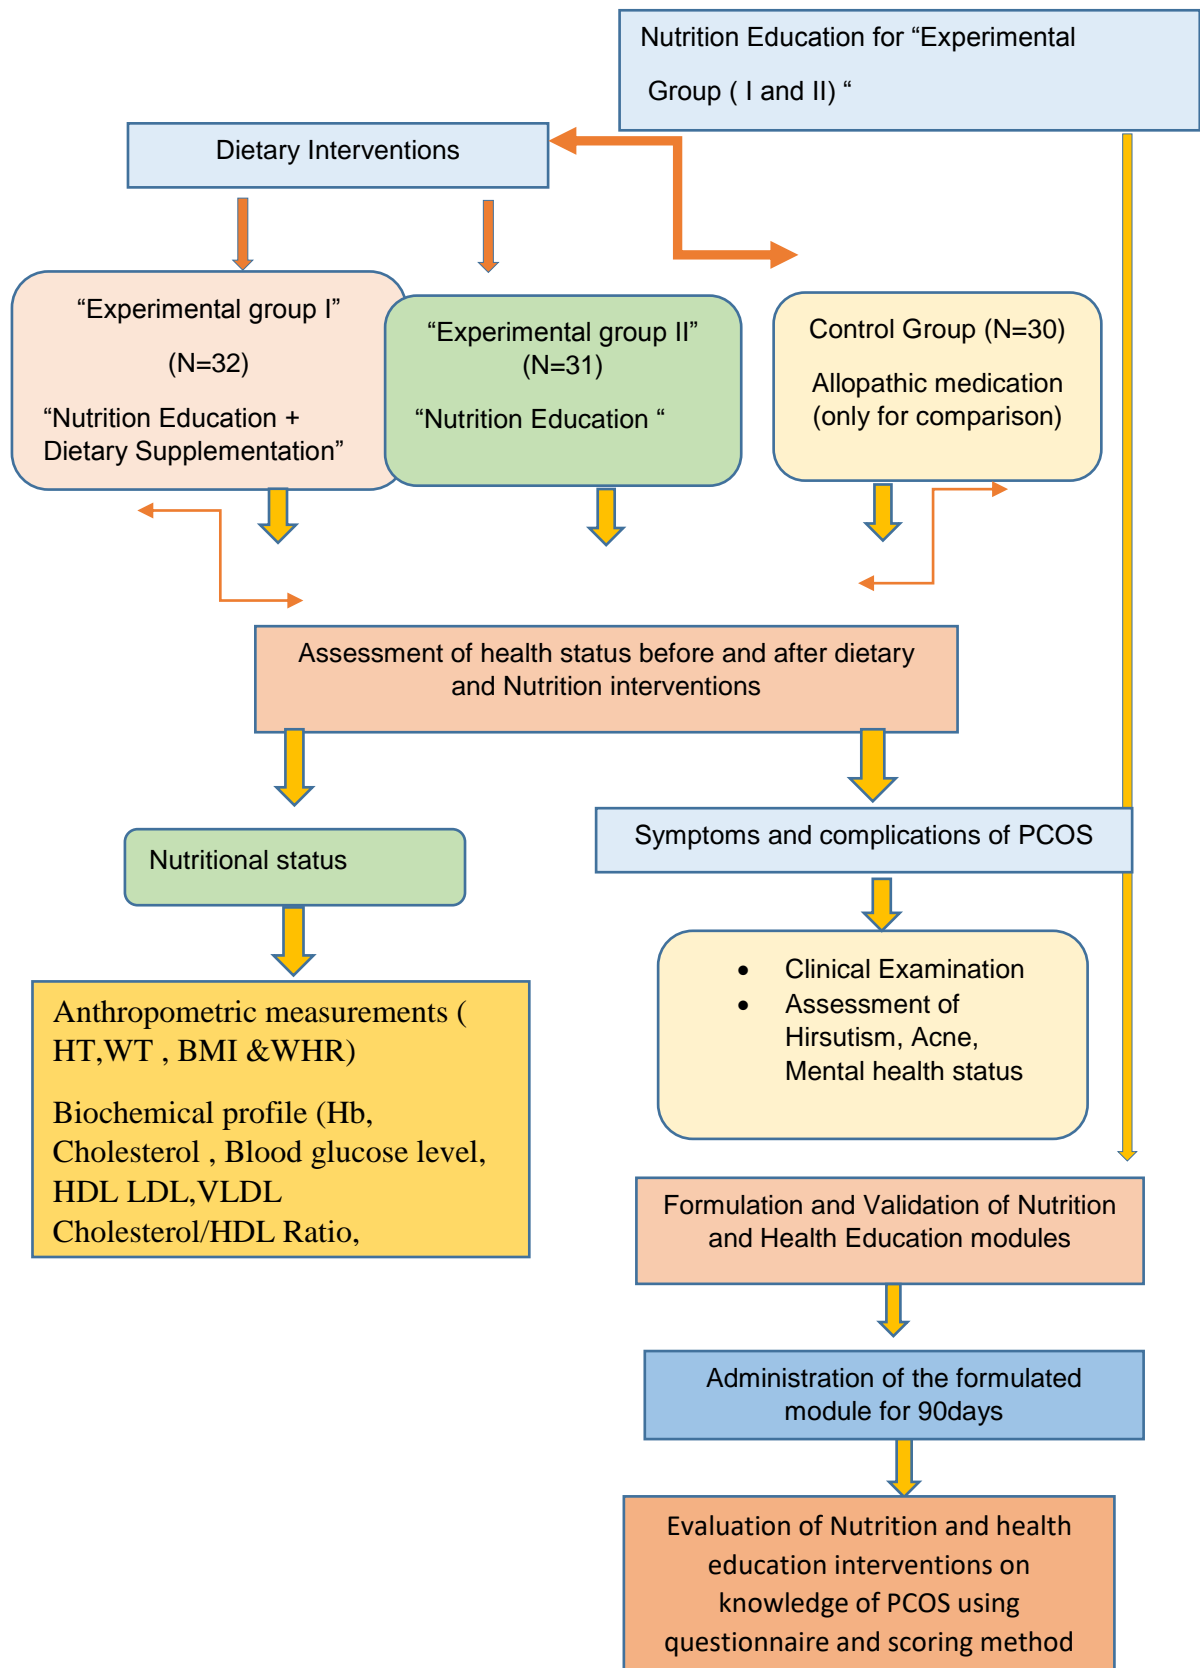 Nutrition Education for “Experimental
Group ( I and II) “
Dietary Interventions
“Experimental group I”
(N=32)
“Nutrition Education +
Dietary Supplementation”
“Experimental group II”
(N=31)
“Nutrition Education “
Control Group (N=30)
Allopathic medication
(only for comparison)
Assessment of health status before and after dietary
and Nutrition interventions
Nutritional status
Symptoms and complications of PCOS
Anthropometric measurements (
HT,WT , BMI &WHR)
Biochemical profile (Hb,
Cholesterol , Blood glucose level,
HDL LDL,VLDL
Cholesterol/HDL Ratio,
• Clinical Examination
• Assessment of
Hirsutism, Acne,
Mental health status
Formulation and Validation of Nutrition
and Health Education modules
Administration of the formulated
module for 90days
Evaluation of Nutrition and health
education interventions on
knowledge of PCOS using
questionnaire and scoring method